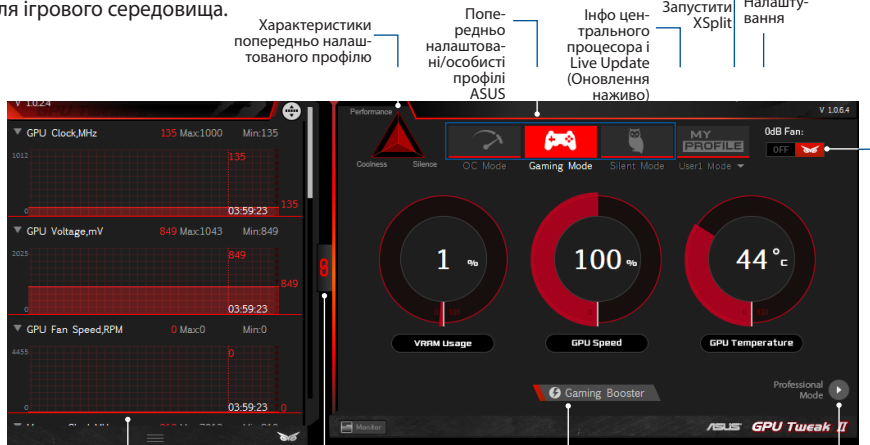 ля ігрового середовища.
Характеристики
попередньо налаш-
тованого профілю
Попе-
редньо
налаштова-
ні/особисті
профілі
ASUS
Інфо цен-
трального
процесора і
Live Update
(Оновлення
наживо)
Запустити
XSplit
Налашту-
вання
V 1.0.2.4
GPU Clock,MHz 135 Max:1000 Min:135
1012
135
135
0
03:59:23
GPU Voltage,mV 849 Max:1043 Min:849
2025
849
849
0
03:59:23
GPU Fan Speed,RPM 0 Max:0 Min:0
4455
0
03:59:23
0
0
Performance
Coolness
Silence
OC Mode
Gaming Mode
Silent Mode
MY
PROFILE
User1 Mode
V 1.0.6.4
0dB Fan:
OFF
1 %
VRAM Usage
100 %
GPU Speed
44 °c
GPU Temperature
Gaming Booster
Professional
Mode
Monitor
ASUS GPU Tweak II